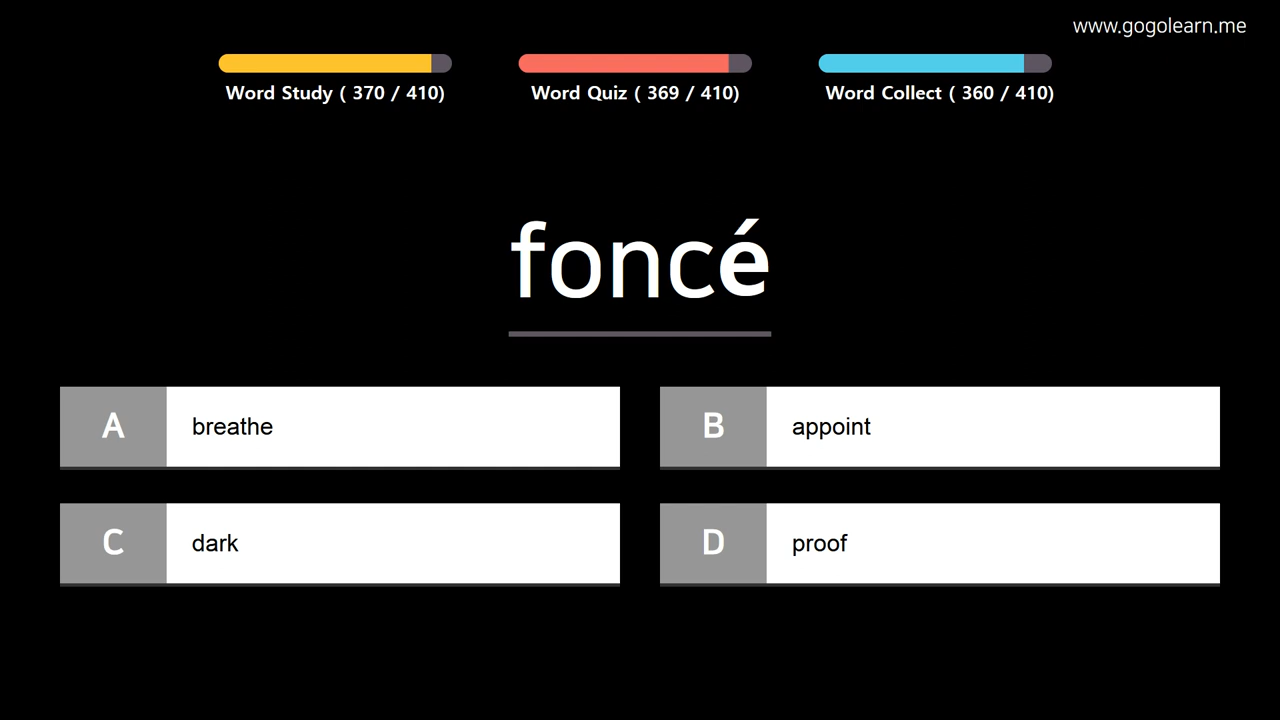 www.gogolearn.me
Word Study ( 370 / 410)
Word Quiz ( 369 / 410)
Word Collect ( 360 / 410)
foncé
A breathe
B appoint
C dark
D proof